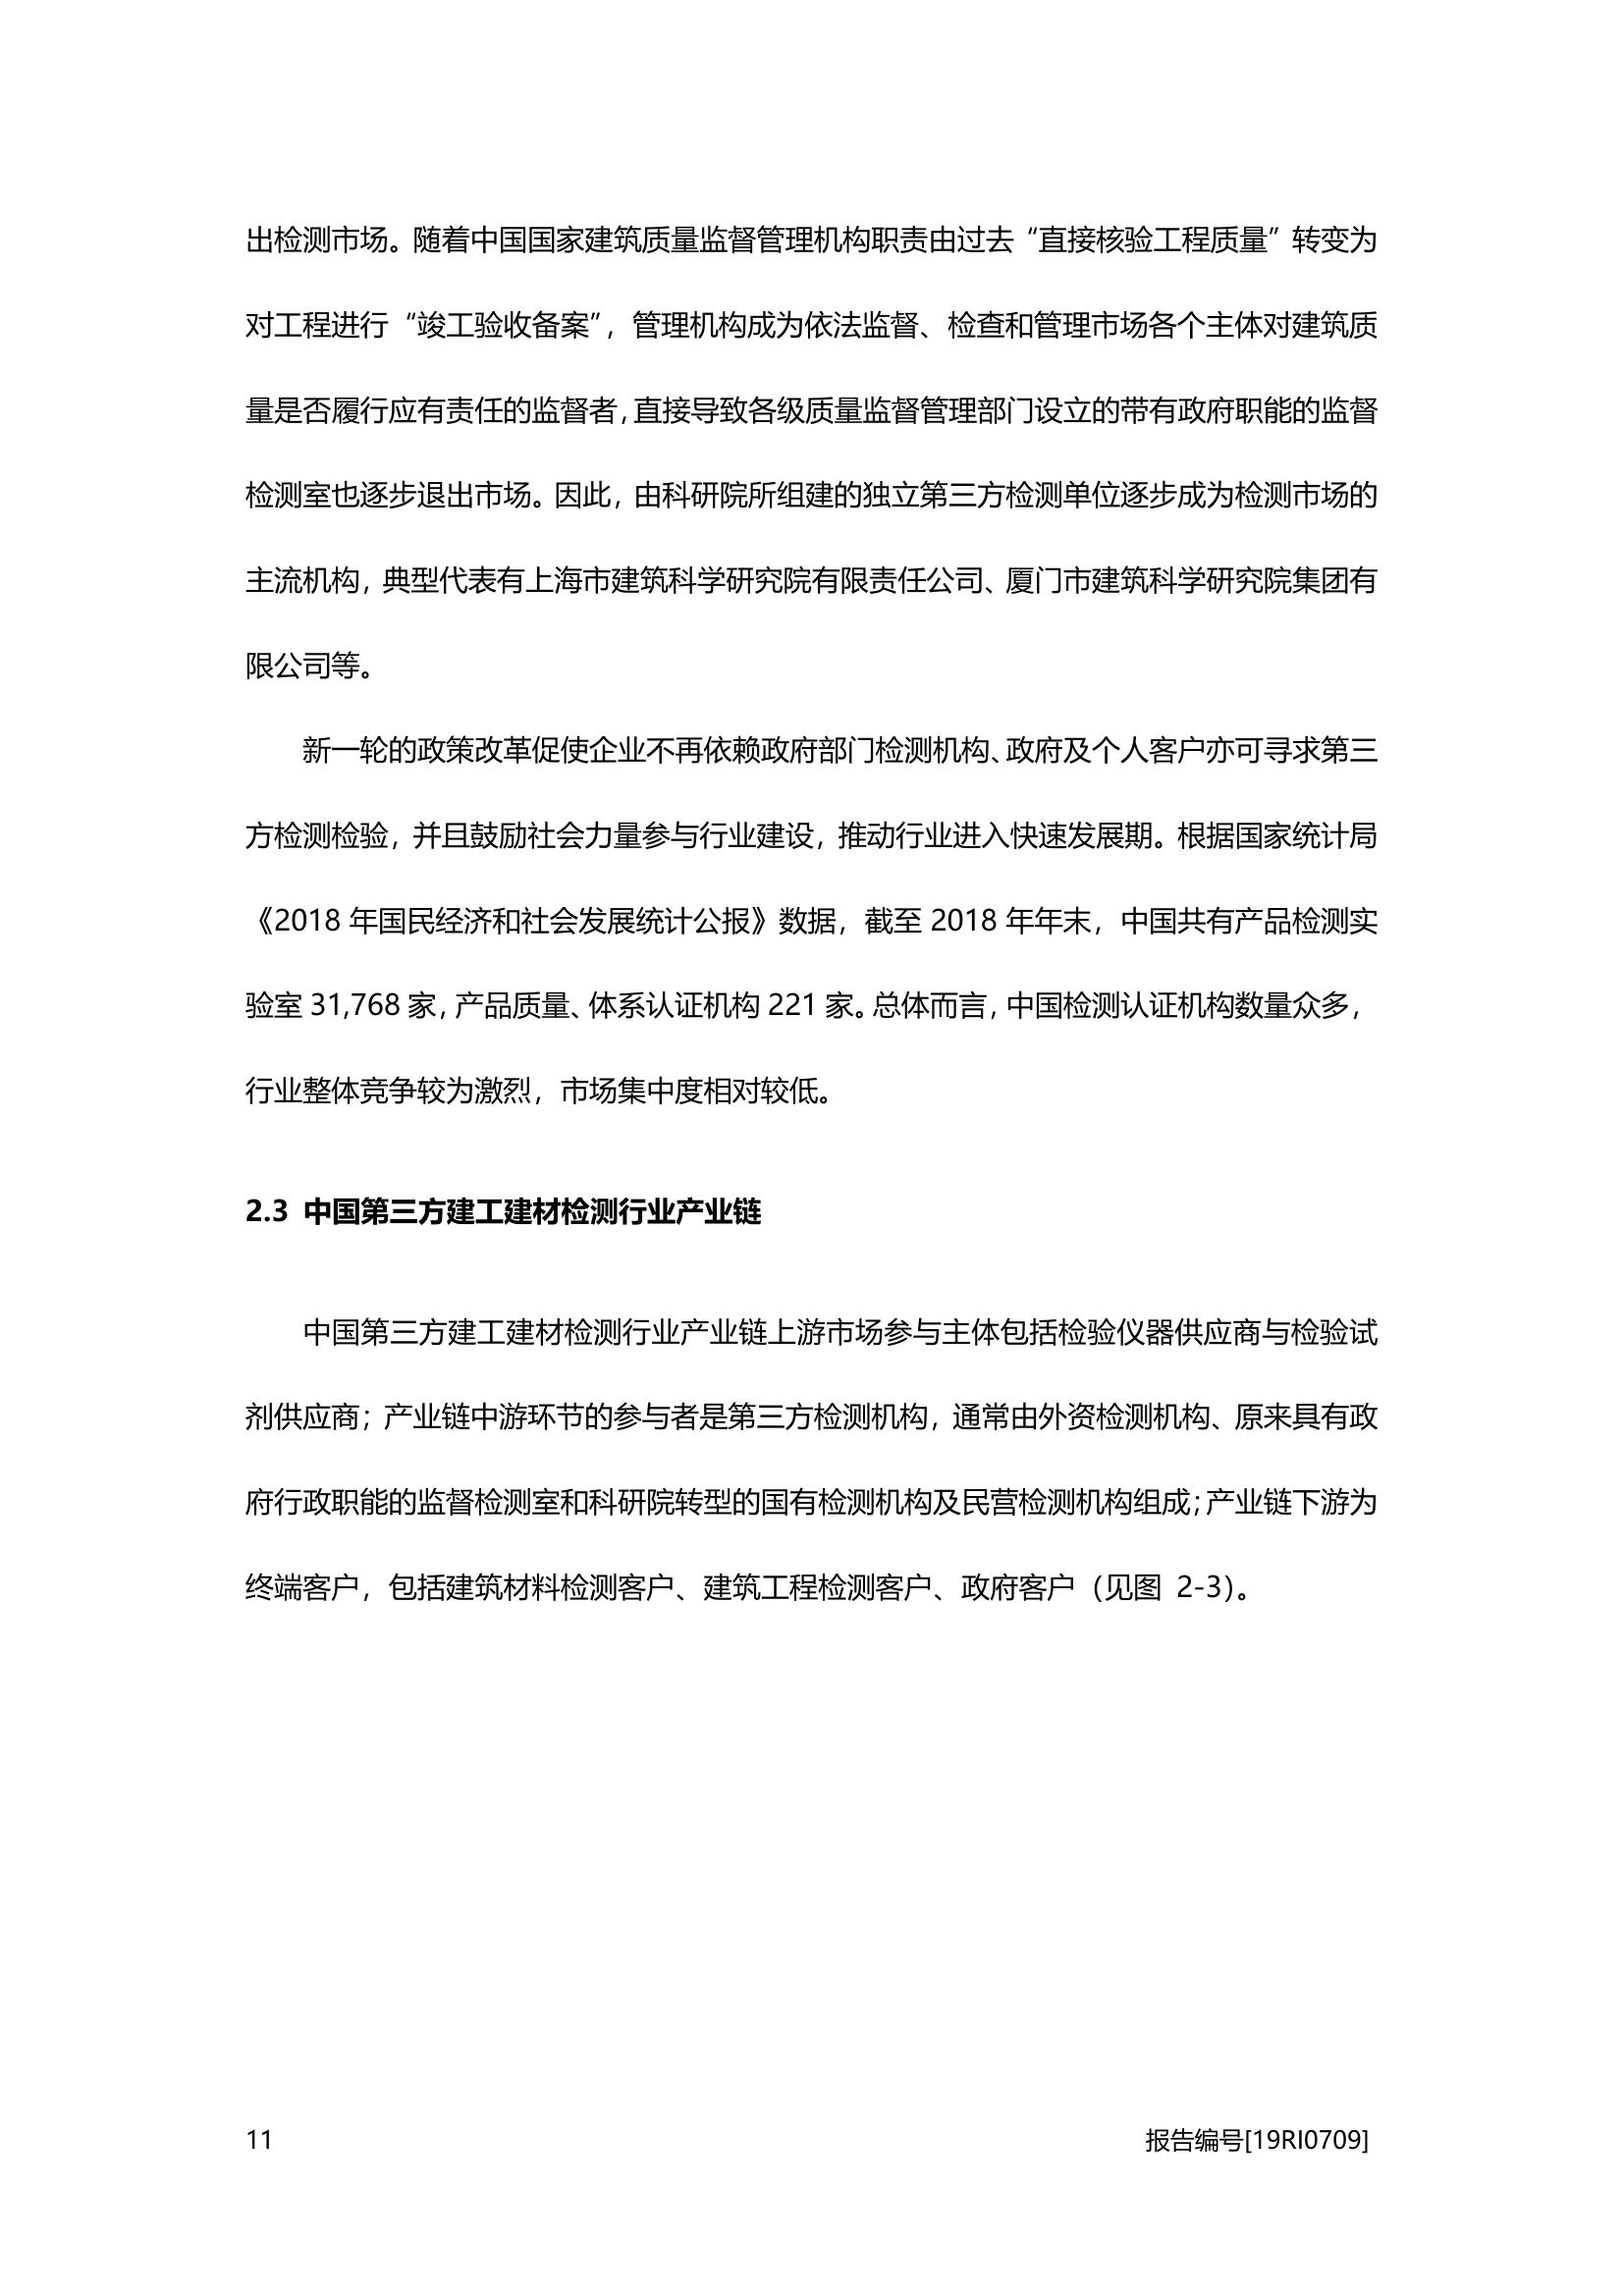 出检测市场。随着中国国家建筑质量监督管理机构职责由过去“直接核验工程质量”转变为
对工程进行“竣工验收备案”，管理机构成为依法监督、检查和管理市场各个主体对建筑质
量是否履行应有责任的监督者，直接导致各级质量监督管理部门设立的带有政府职能的监督
检测室也逐步退出市场。因此，由科研院所组建的独立第三方检测单位逐步成为检测市场的
主流机构，典型代表有上海市建筑科学研究院有限责任公司、厦门市建筑科学研究院集团有
限公司等。
新一轮的政策改革促使企业不再依赖政府部门检测机构、政府及个人客户亦可寻求第三
方检测检验，并且鼓励社会力量参与行业建设，推动行业进入快速发展期。根据国家统计局
《2018 年国民经济和社会发展统计公报》数据，截至 2018 年年末，中国共有产品检测实
验室 31,768 家，产品质量、体系认证机构 221 家。总体而言，中国检测认证机构数量众多，
行业整体竞争较为激烈，市场集中度相对较低。
2.3 中国第三方建工建材检测行业产业链
中国第三方建工建材检测行业产业链上游市场参与主体包括检验仪器供应商与检验试
剂供应商；产业链中游环节的参与者是第三方检测机构，通常由外资检测机构、原来具有政
府行政职能的监督检测室和科研院转型的国有检测机构及民营检测机构组成；产业链下游为
终端客户，包括建筑材料检测客户、建筑工程检测客户、政府客户（见图 2-3）。
11
报告编号[19RI0709]